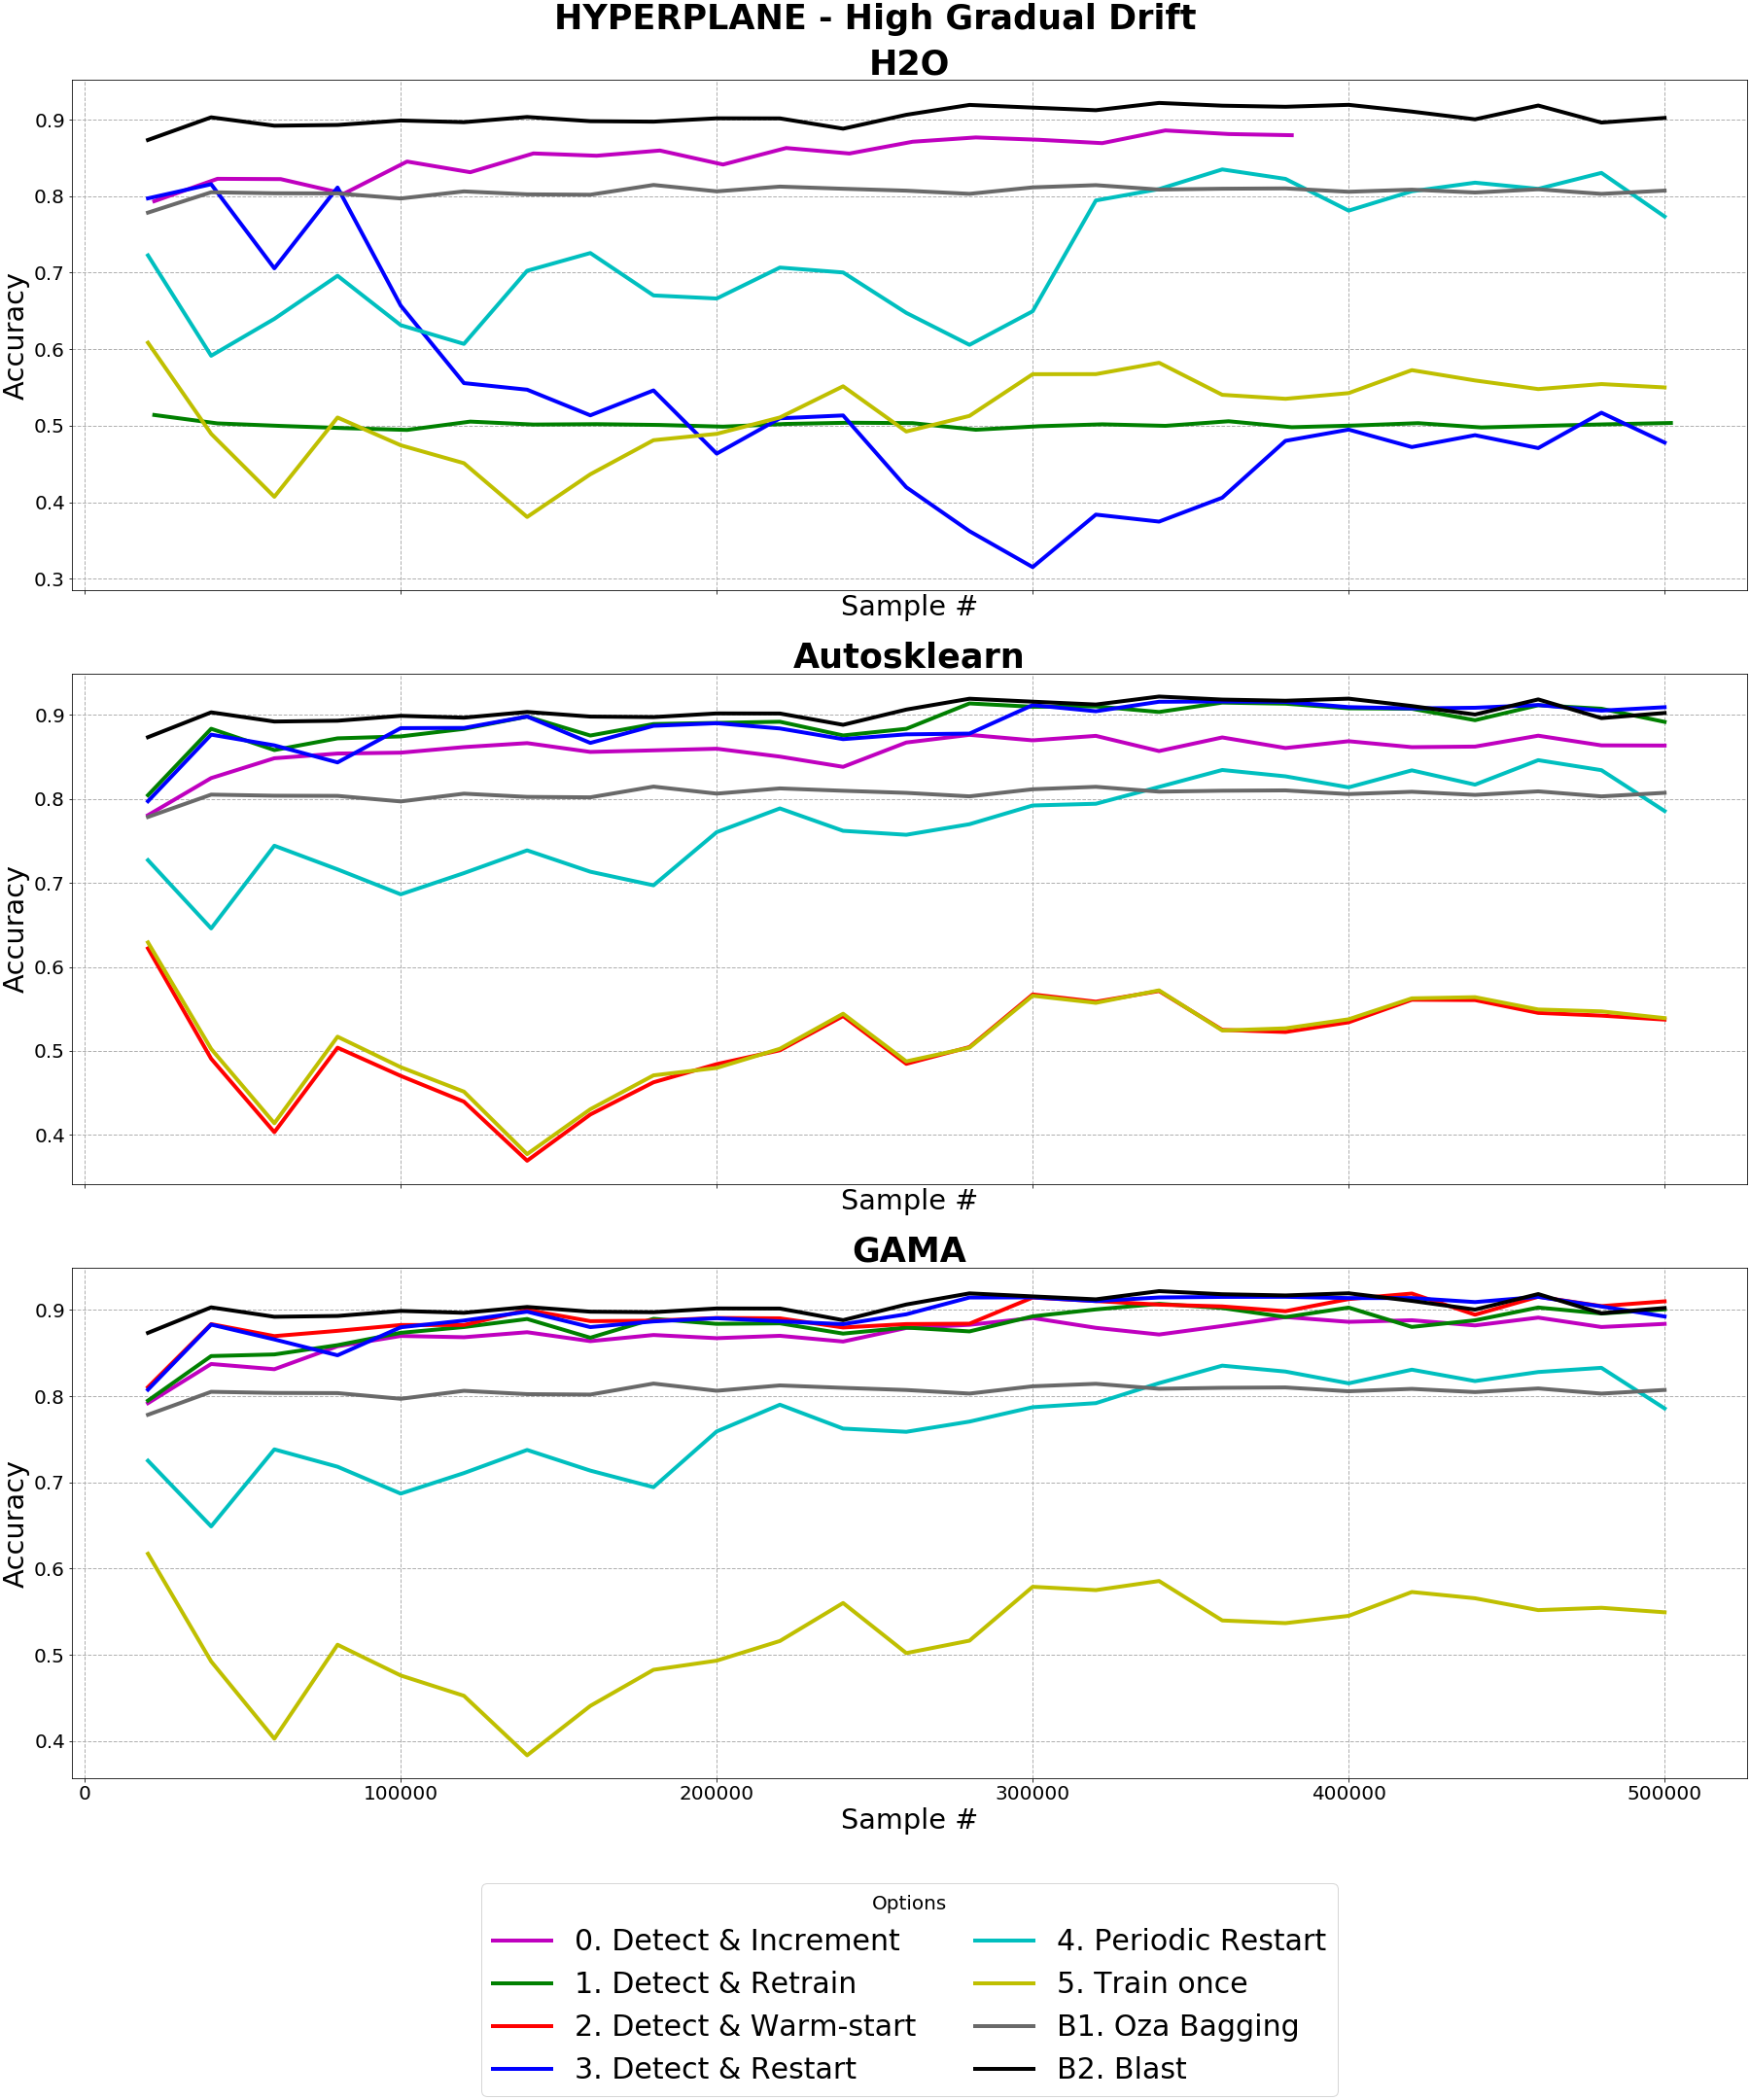 HYPERPLANE - High Gradual Drift
H2O
0.9
0.8
0.7
0.6
0.5
0.4
0.3
Accuracy
Sample #
Autosklearn
0.9
0.8
0.7
0.6
0.5
0.4
Accuracy
Sample #
GAMA
0.9
0.8
0.7
0.6
0.5
0.4
Accuracy
0 100000 200000 300000 400000 500000
Sample #
Options
0. Detect & Increment
1. Detect & Retrain
2. Detect & Warm-start
3. Detect & Restart
4. Periodic Restart
5. Train once
B1. Oza Bagging
B2. Blast